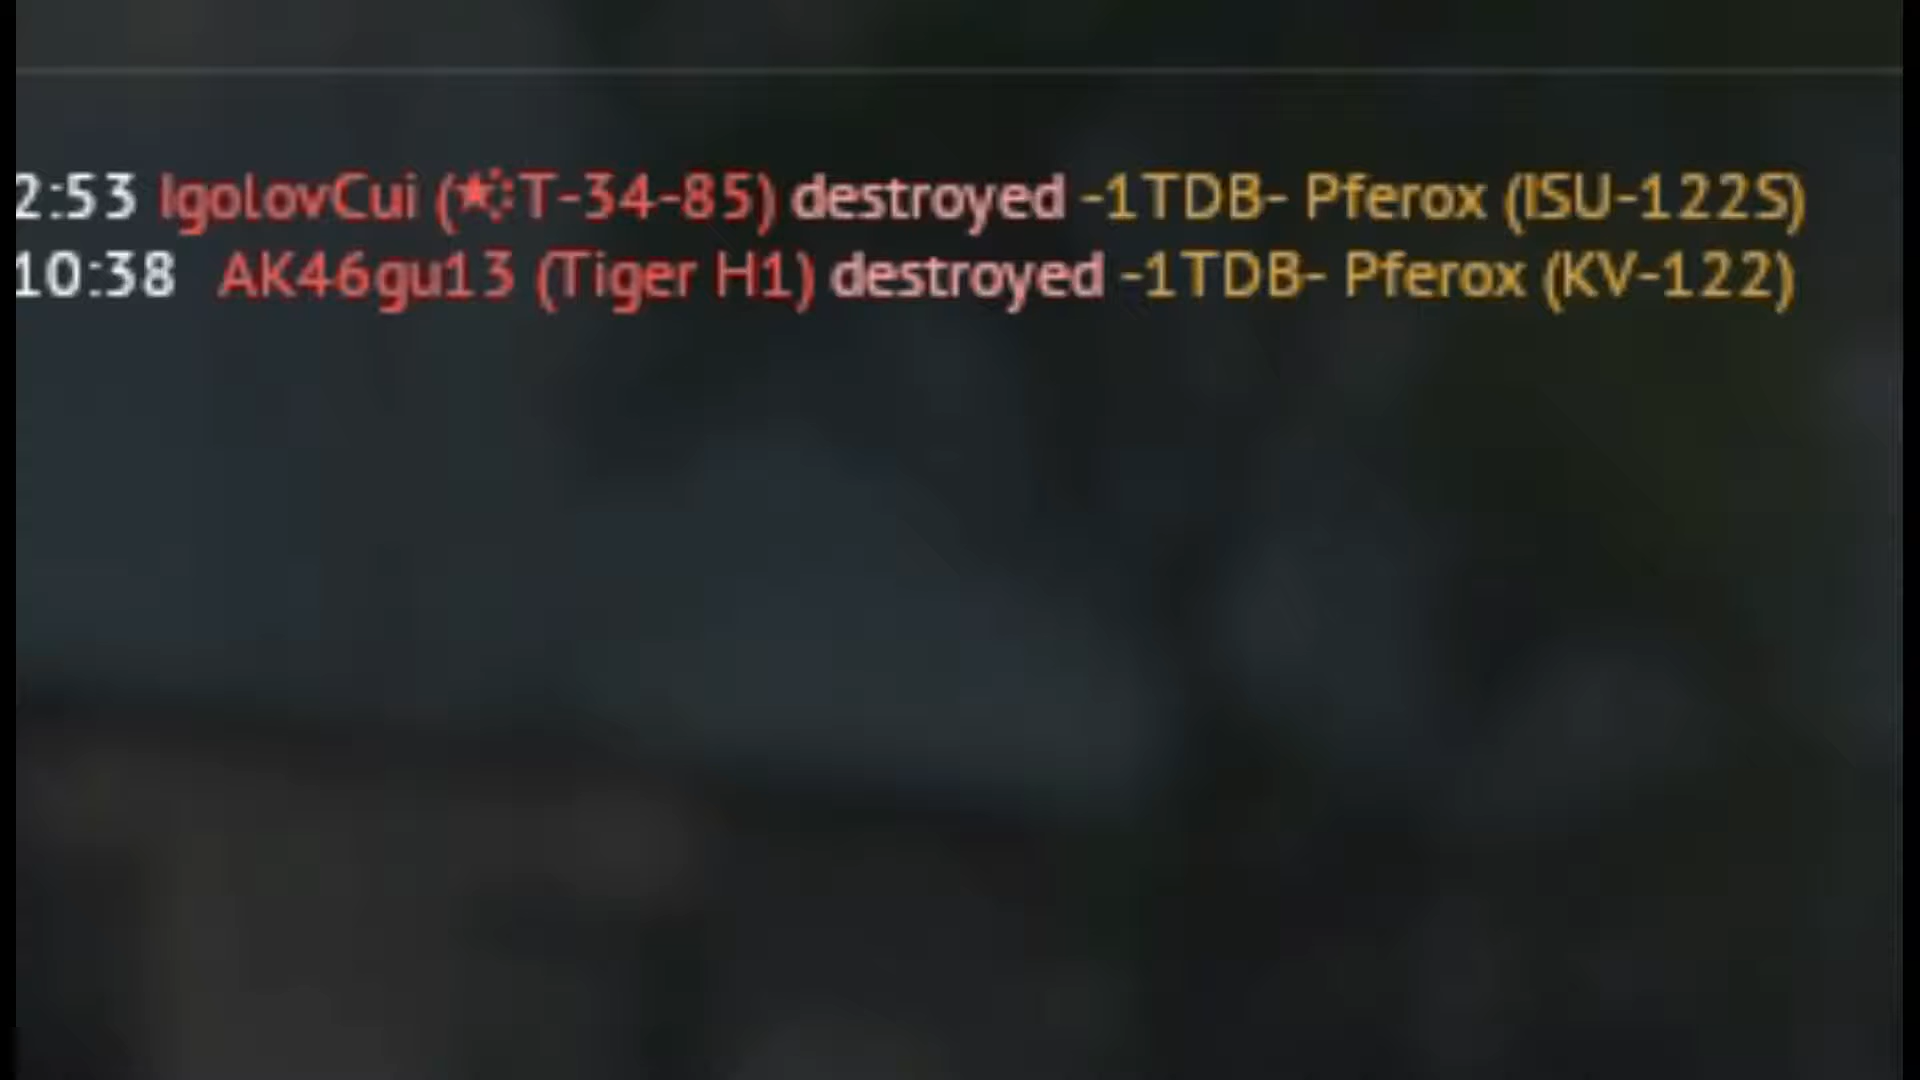 2:53 IgolovCui (★҉T-34-85) destroyed -1TDB- Pferox (ISU-122S)
10:38 AK46gu13 (Tiger H1) destroyed -1TDB- Pferox (KV-122)